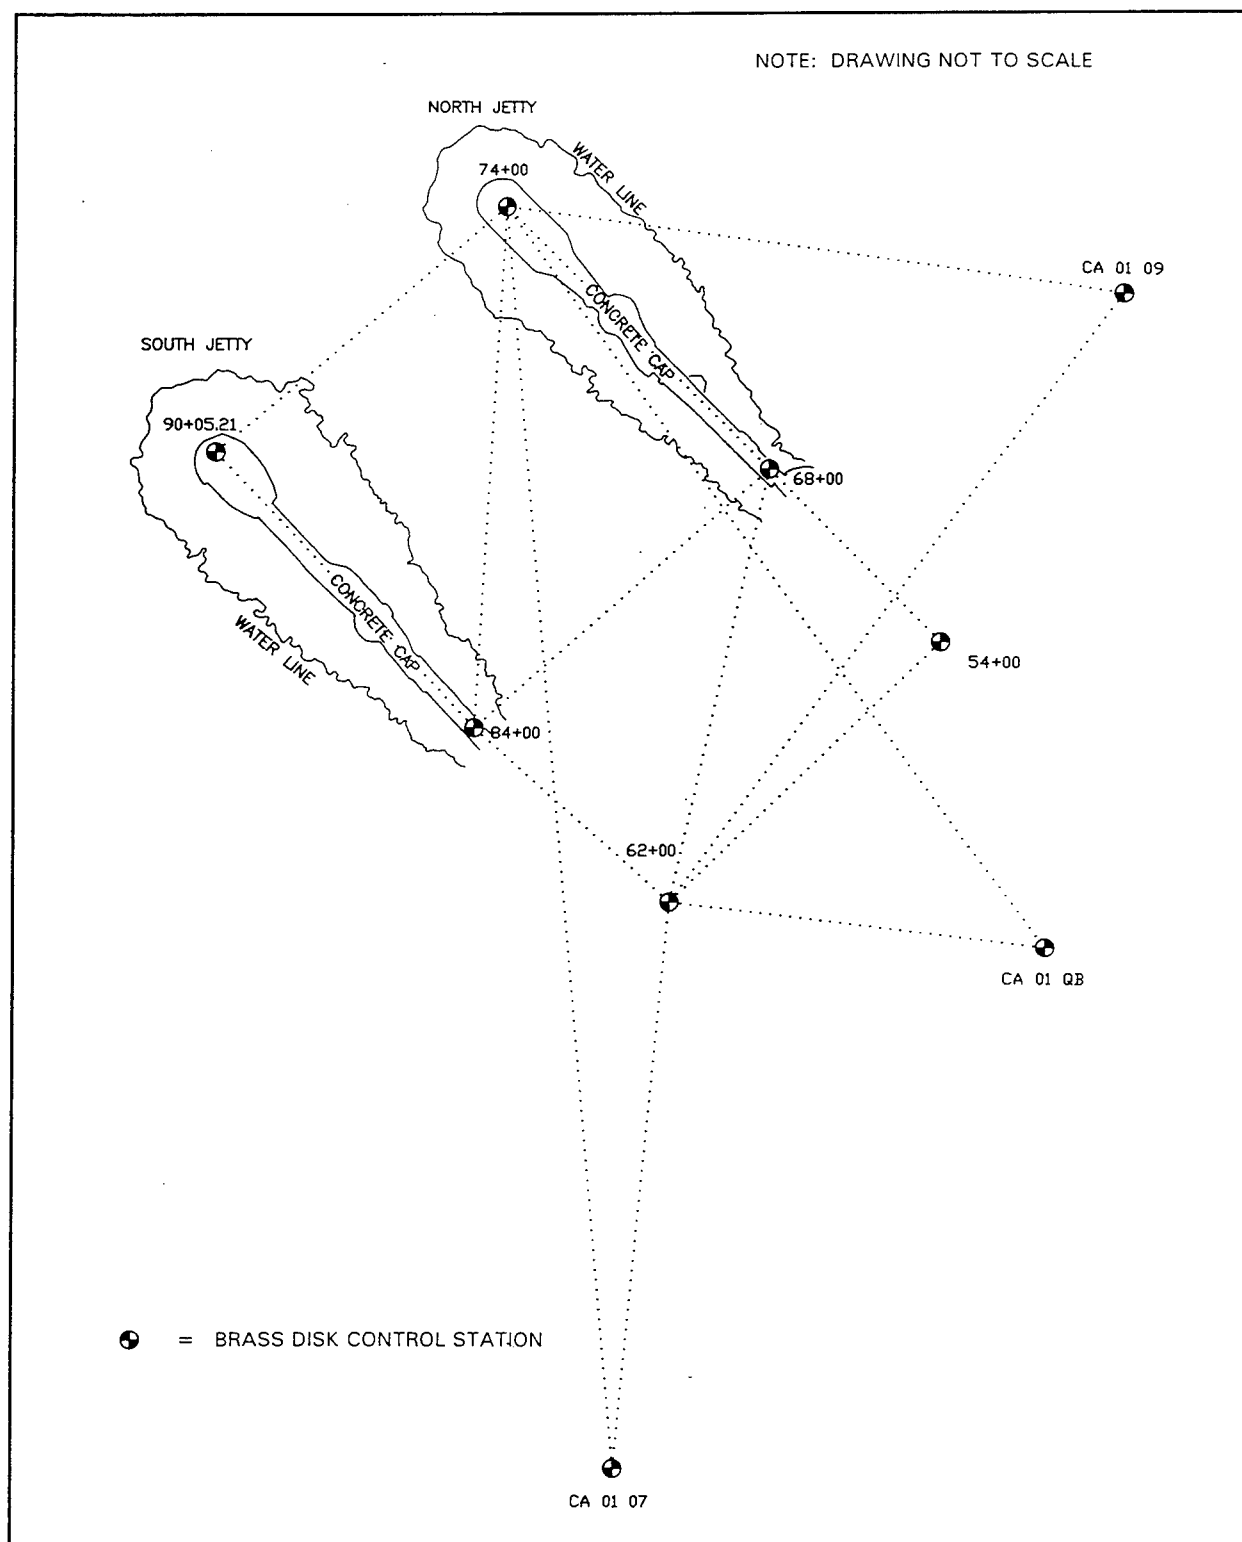 NOTE: DRAWING NOT TO SCALE
NORTH JETTY
WATER LINE
74+00
CA 01 09
CONCRETE CAP
SOUTH JETTY
90+05.21
68+00
CONCRETE CAP
WATER LINE
54+00
84+00
62+00
CA 01 QB
= BRASS DISK CONTROL STATION
CA 01 07